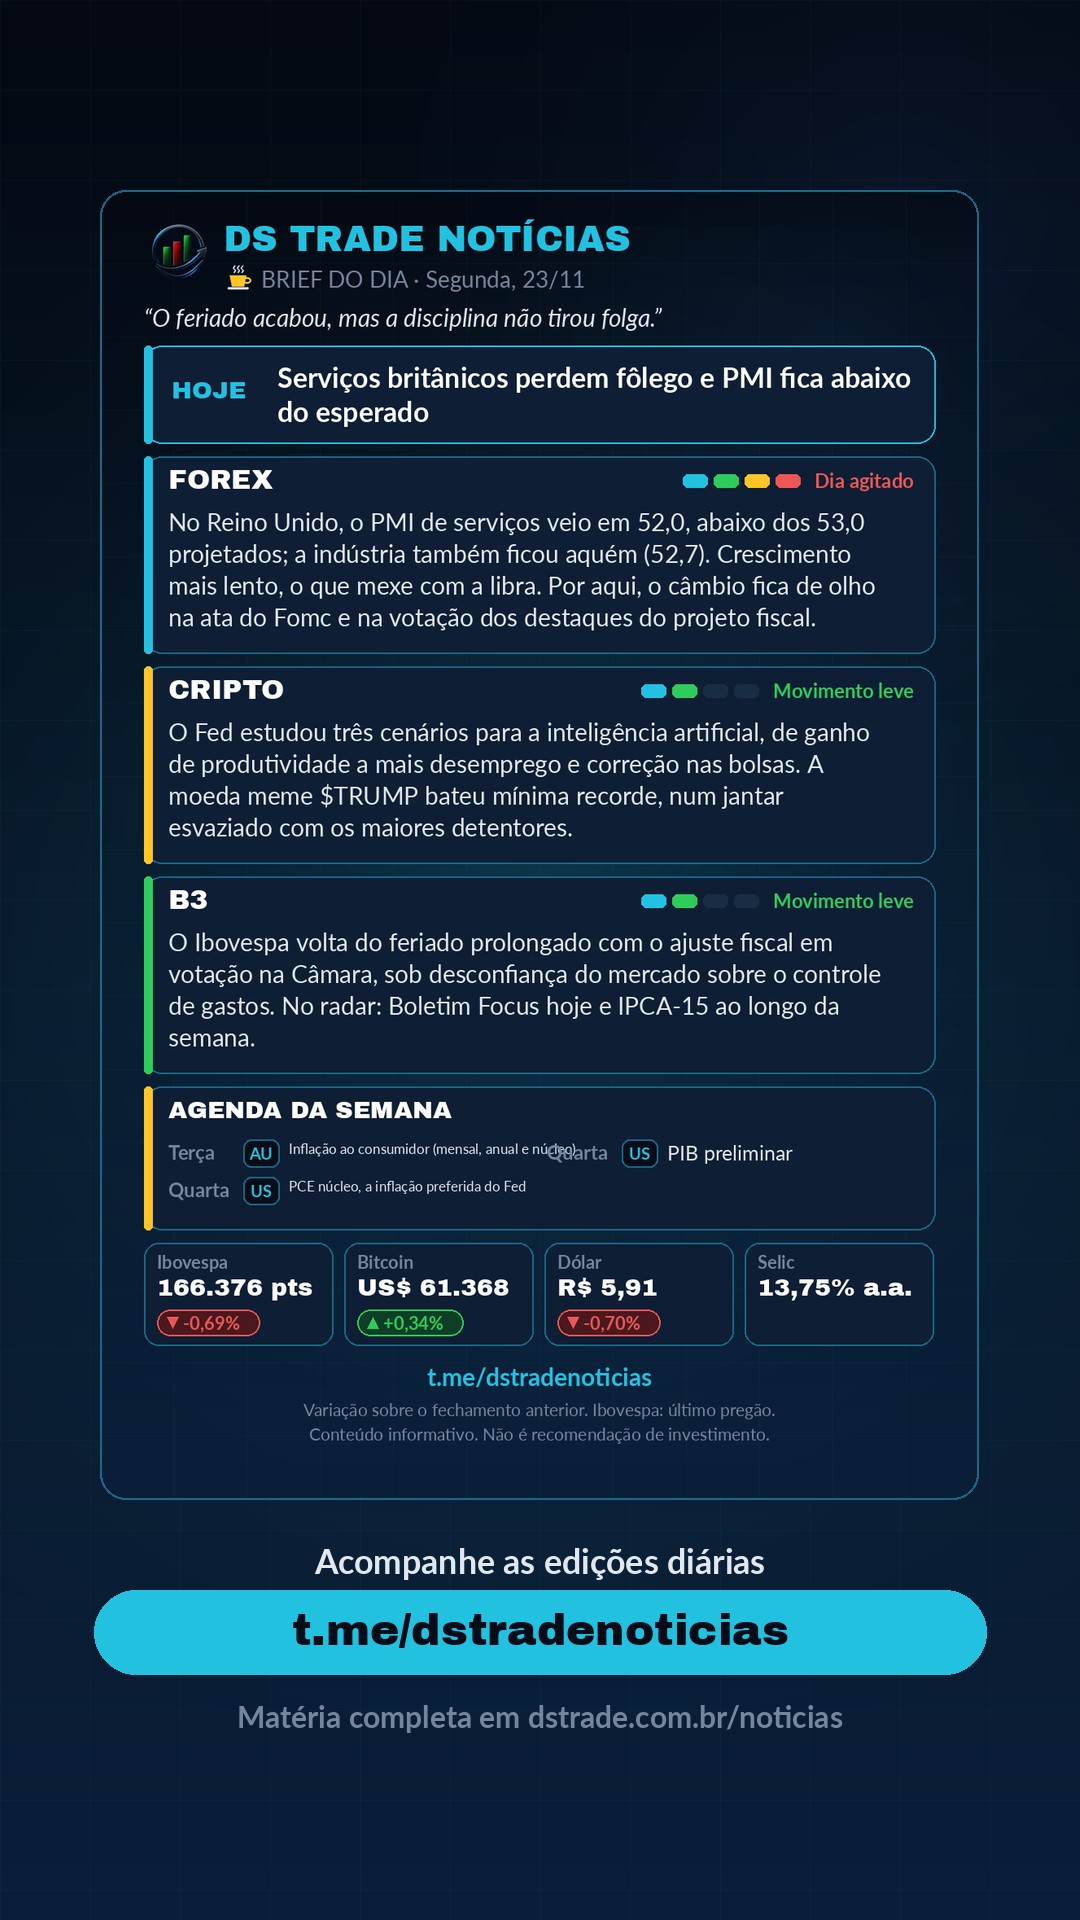 DS TRADE NOTÍCIAS
BRIEF DO DIA · Segunda, 23/11
“O feriado acabou, mas a disciplina não tirou folga.”
HOJE
Serviços britânicos perdem fôlego e PMI fica abaixo
do esperado
FOREX
Dia agitado
No Reino Unido, o PMI de serviços veio em 52,0, abaixo dos 53,0
projetados; a indústria também ficou aquém (52,7). Crescimento
mais lento, o que mexe com a libra. Por aqui, o câmbio fica de olho
na ata do Fomc e na votação dos destaques do projeto fiscal.
CRIPTO
Movimento leve
O Fed estudou três cenários para a inteligência artificial, de ganho
de produtividade a mais desemprego e correção nas bolsas. A
moeda meme $TRUMP bateu mínima recorde, num jantar
esvaziado com os maiores detentores.
B3
Movimento leve
O Ibovespa volta do feriado prolongado com o ajuste fiscal em
votação na Câmara, sob desconfiança do mercado sobre o controle
de gastos. No radar: Boletim Focus hoje e IPCA-15 ao longo da
semana.
AGENDA DA SEMANA
Terça AU Inflação ao consumidor (mensal, anual e núcleo)
Quarta US PIB preliminar
Quarta US PCE núcleo, a inflação preferida do Fed
Ibovespa
166.376 pts
▼ -0,69%
Bitcoin
US$ 61.368
▲ +0,34%
Dólar
R$ 5,91
▼ -0,70%
Selic
13,75% a.a.
t.me/dstradenoticias
Variação sobre o fechamento anterior. Ibovespa: último pregão.
Conteúdo informativo. Não é recomendação de investimento.
Acompanhe as edições diárias
t.me/dstradenoticias
Matéria completa em dstrade.com.br/noticias